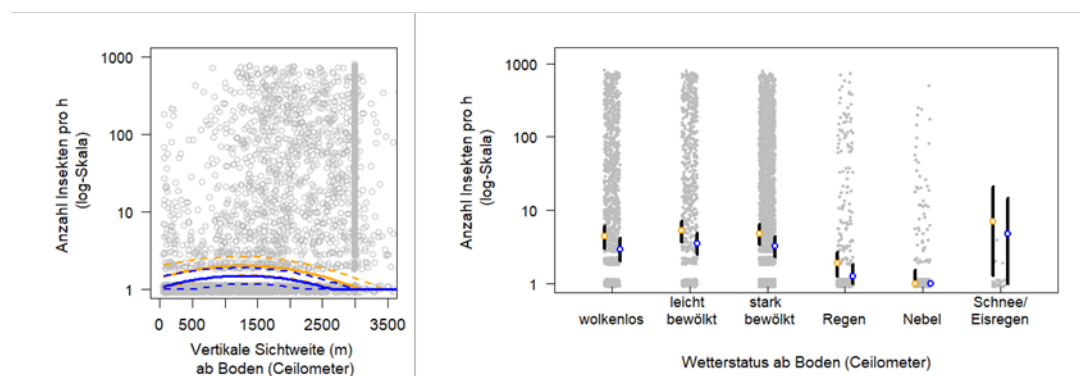 Anzahl Insekten pro h
(log-Skala)
1000
100
10
1
0 500 1500 2500 3500
Vertikale Sichtweite (m)
ab Boden (Ceilometer)
Anzahl Insekten pro h
(log-Skala)
1000
100
10
1
wolkenlos
leicht
bewölkt
stark
bewölkt
Regen
Nebel
Schnee/
Eisregen
Wetterstatus ab Boden (Ceilometer)